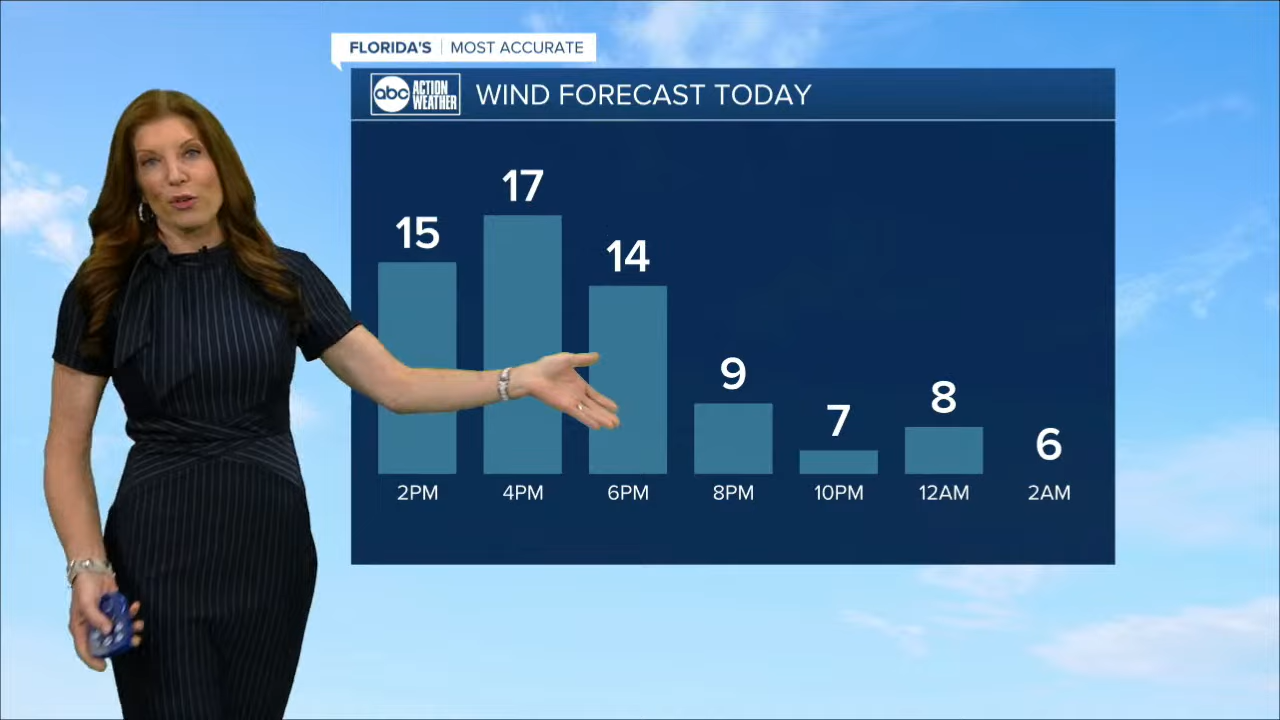 FLORIDA'S MOST ACCURATE
abc ACTION WEATHER
WIND FORECAST TODAY
15
17
14
9
7
8
6
2PM 4PM 6PM 8PM 10PM 12AM 2AM